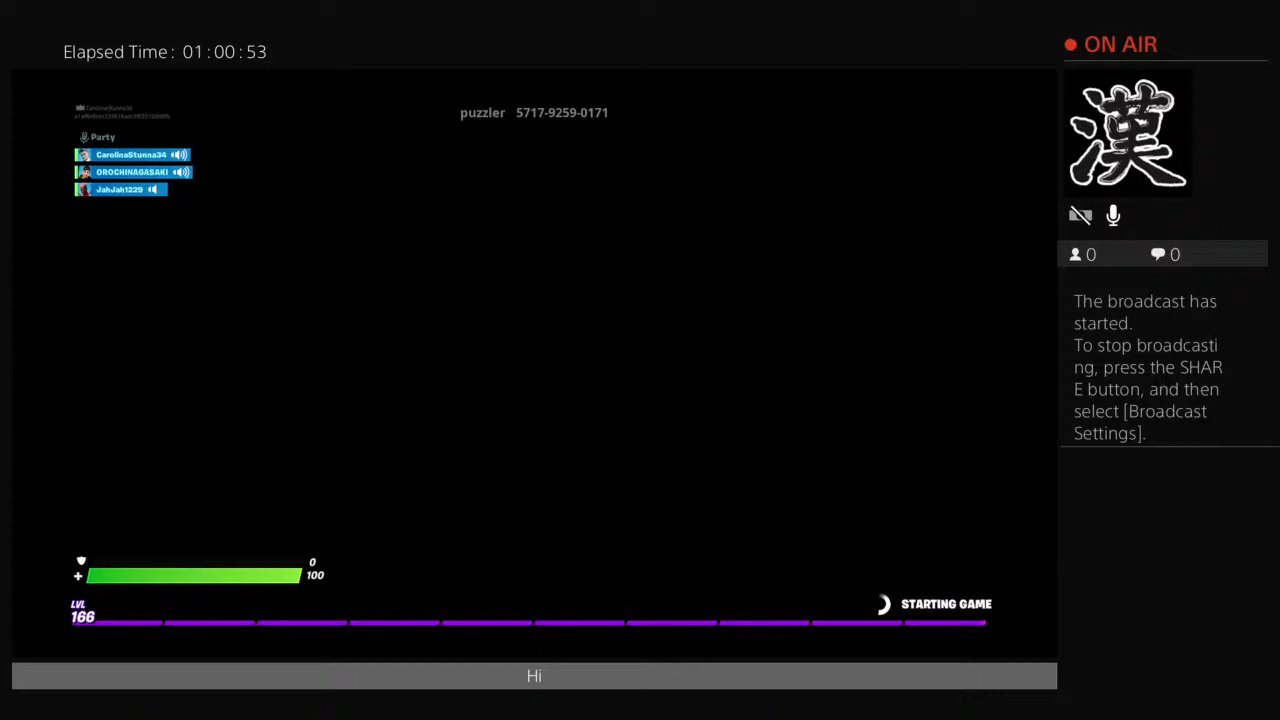 Elapsed Time: 01:00:53
ON AIR
漢
CarolinaStunna34
puzzler 5717-9259-0171
Party
CarolinaStunna34
OROCHINAGASAKI
JahJah1229
0 0
The broadcast has
started.
To stop broadcasti
ng, press the SHAR
E button, and then
select [Broadcast
Settings].
0
100
LVL
166
STARTING GAME
Hi